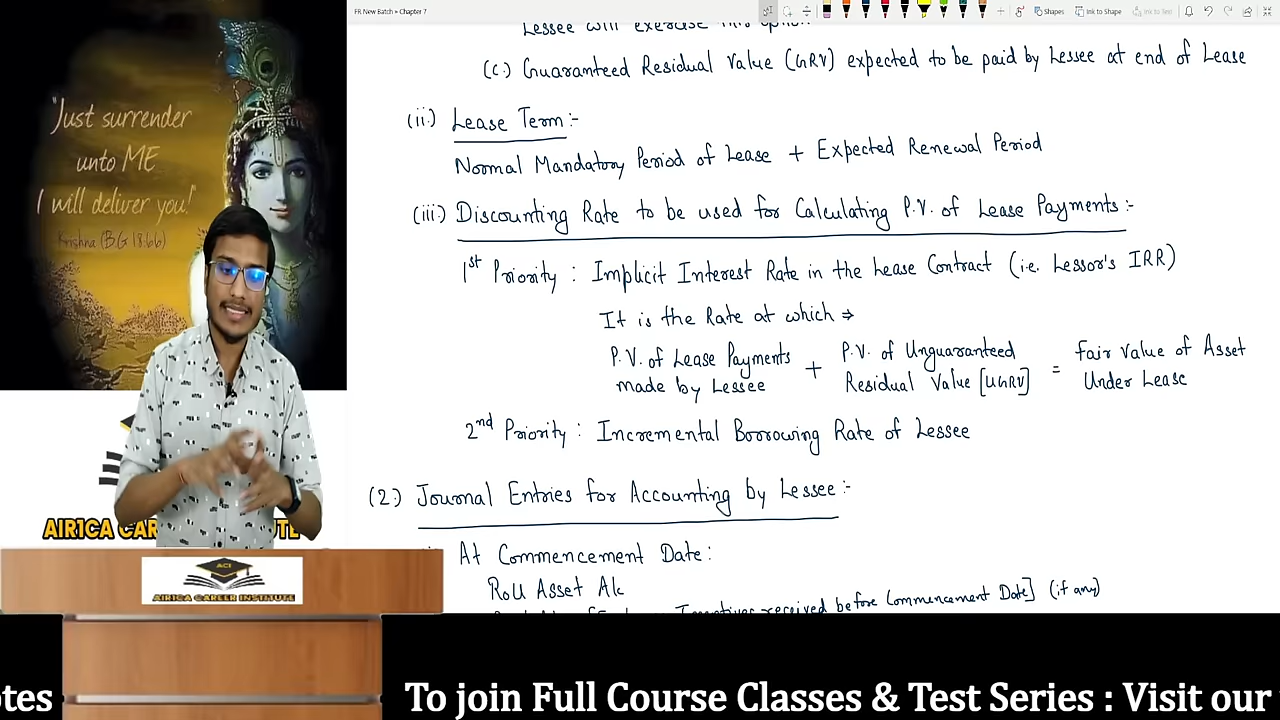 FR New Batch » Chapter 7
Shapes
Ink to Shape
Ink to Text
"Just surrender
unto ME
I will deliver you!"
Krishna (BG 18:66)
Lessee will exercise this option
(c.) Guaranteed Residual Value (GRV) expected to be paid by Lessee at end of Lease
(ii.) Lease Term :-
Normal Mandatory Period of Lease + Expected Renewal Period
(iii.) Discounting Rate to be used for Calculating P.V. of Lease Payments :-
1st Priority : Implicit Interest Rate in the Lease Contract (i.e. Lessor's IRR)
It is the Rate at which ⇒
P.V. of Lease Payments made by Lessee + P.V. of Unguaranteed Residual Value [UGRV] = Fair Value of Asset Under Lease
2nd Priority : Incremental Borrowing Rate of Lessee
(2.) Journal Entries for Accounting by Lessee :-
At Commencement Date :
RoU Asset A/c
Incentives received before Commencement Date] (if any)
AIRICA CAR
TE
ACI
AIRICA CAREER INSTITUTE
otes To join Full Course Classes & Test Series : Visit our